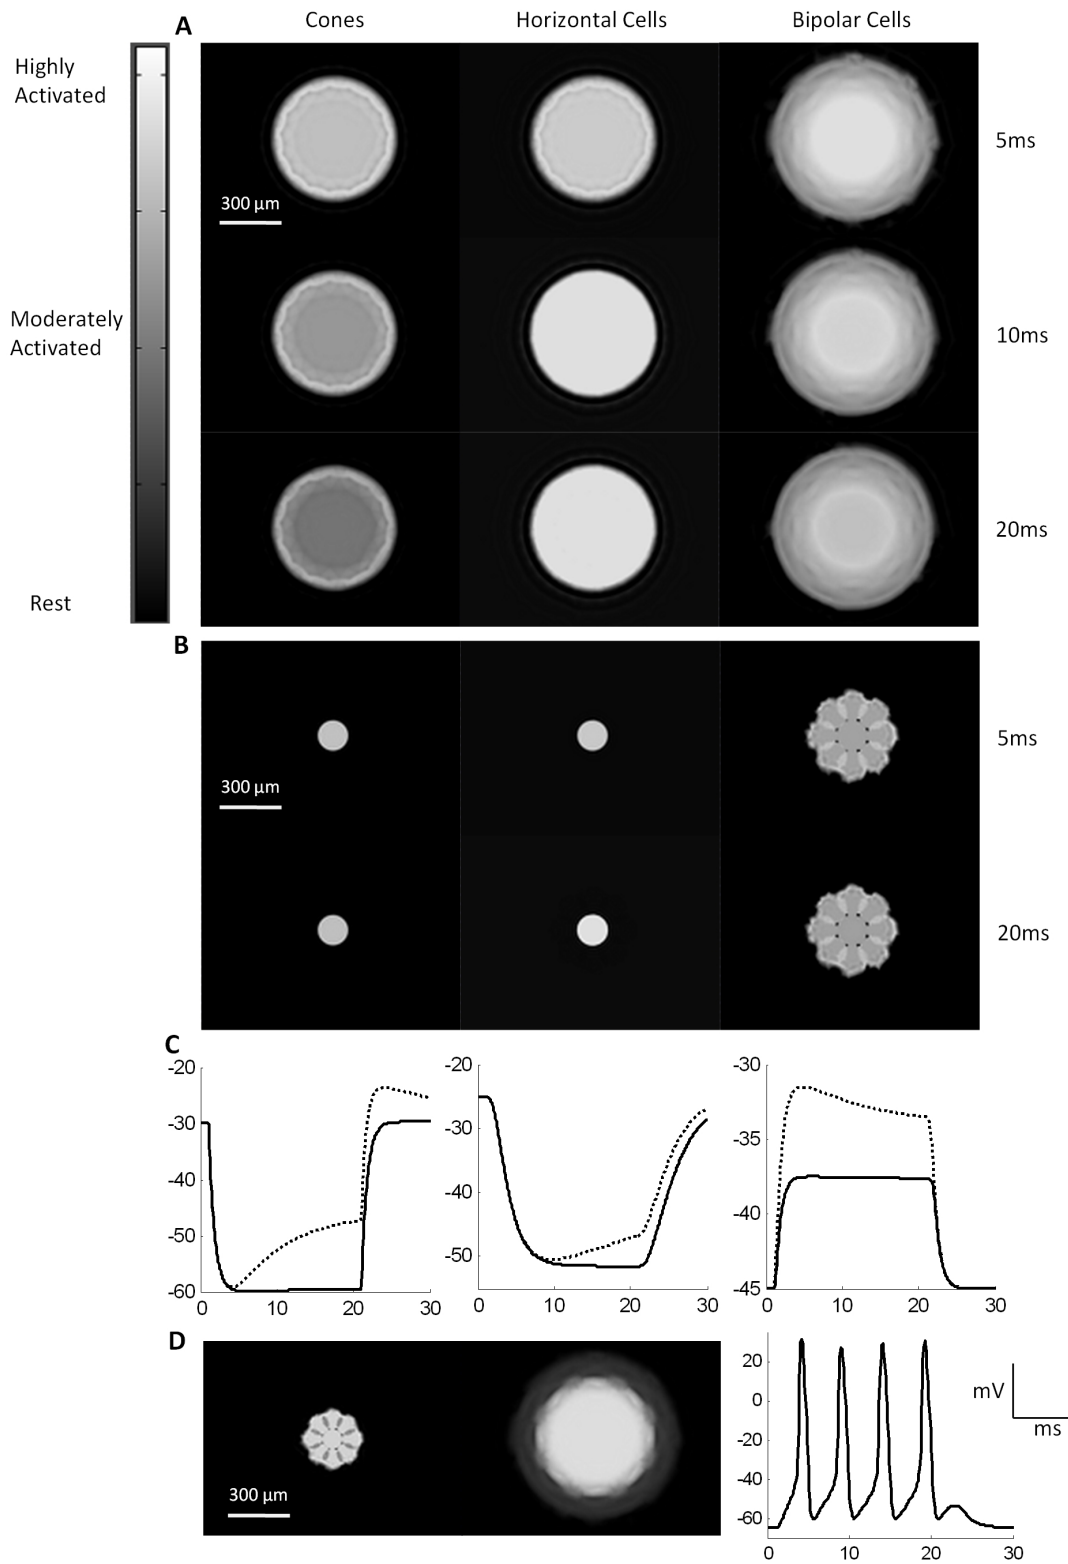 A
Cones Horizontal Cells Bipolar Cells
Highly
Activated
5ms
300 µm
Moderately
Activated
10ms
20ms
Rest
B
5ms
300 µm
20ms
C
-20
-30
-40
-50
-60
0 10 20 30
-20
-30
-40
-50
0 10 20 30
-30
-35
-40
-45
0 10 20 30
D
300 µm
20
0
-20
-40
-60
0 10 20 30
mV
ms